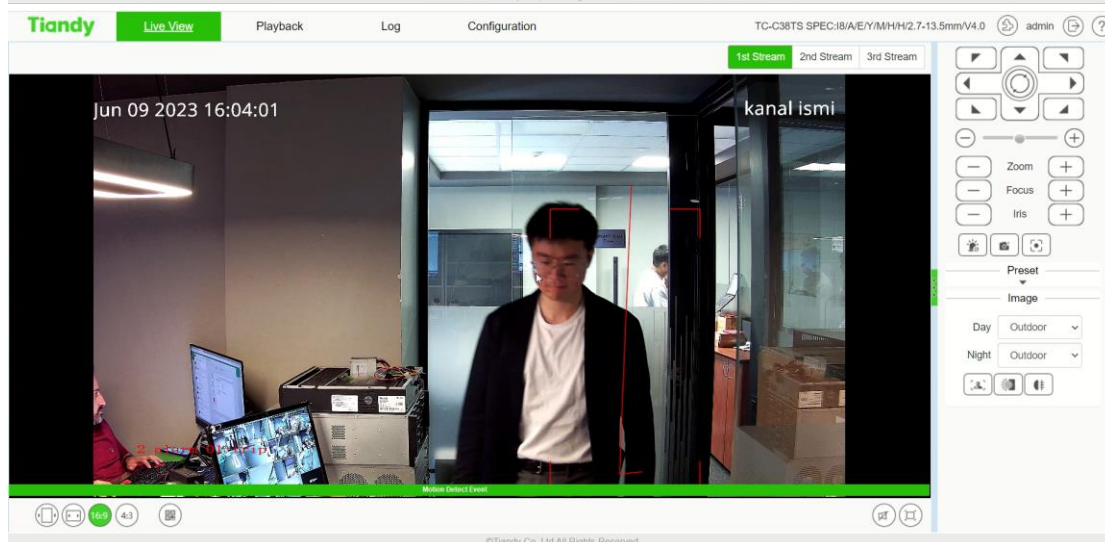 Tiandy
Live View
Playback
Log
Configuration
TC-C38TS SPEC:I8/A/E/Y/M/H/H/2.7-13.5mm/V4.0
admin
?
1st Stream
2nd Stream
3rd Stream
Jun 09 2023 16:04:01
kanal ismi
Zoom
Focus
Iris
Preset
Image
Day
Outdoor
Night
Outdoor
Motion Detect Event
16:9
4:3
©Tiandy Co.,Ltd All Rights Reserved